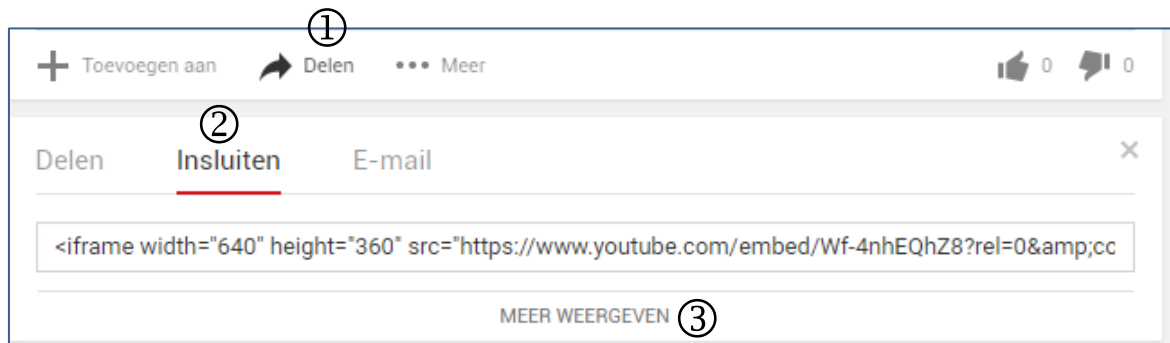 ①
Toevoegen aan Delen Meer 0 0
②
Delen Insluiten E-mail
<iframe width="640" height="360" src="https://www.youtube.com/embed/Wf-4nhEQhZ8?rel=0&amp;cc
MEER WEERGEVEN ③